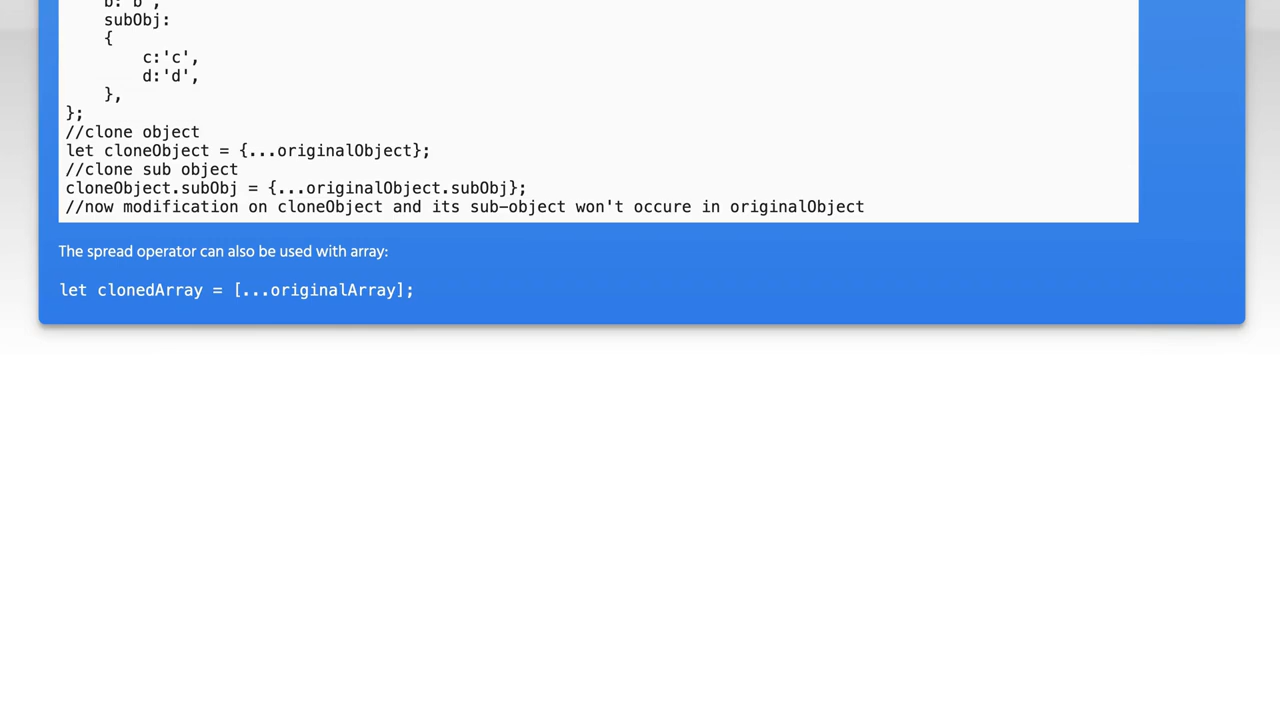 b:'b',
subObj:
{
c:'c',
d:'d',
},
};
//clone object
let cloneObject = {...originalObject};
//clone sub object
cloneObject.subObj = {...originalObject.subObj};
//now modification on cloneObject and its sub-object won't occure in originalObject
The spread operator can also be used with array:
let clonedArray = [...originalArray];